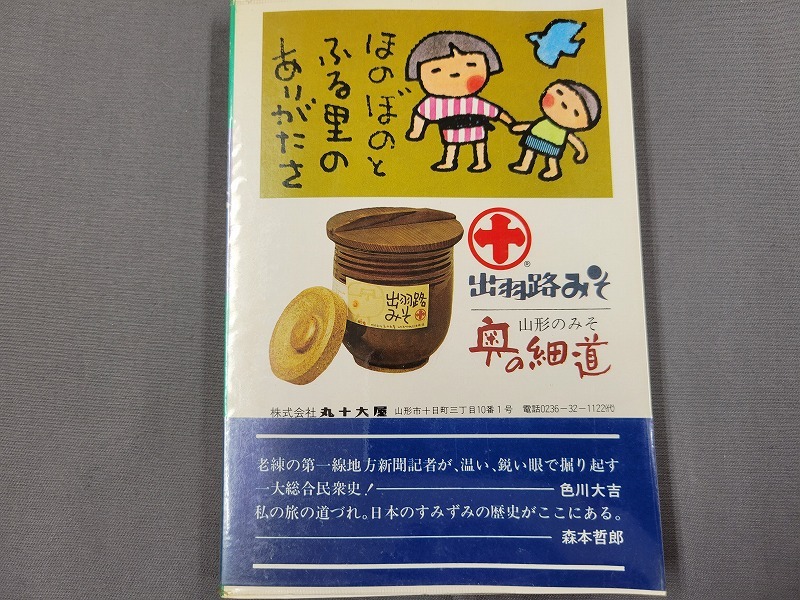 ほのぼのと
ふる里の
ありがたさ
出羽路
みそ
十
十
®
出羽路みそ
山形のみそ
奥の細道
株式会社 丸十大屋 山形市十日町三丁目10番1号 電話0236-32-1122㈹
老練の第一線地方新聞記者が、温い、鋭い眼で掘り起す
一大総合民衆史！――――色川大吉
私の旅の道づれ。日本のすみずみの歴史がここにある。
――――森本哲郎